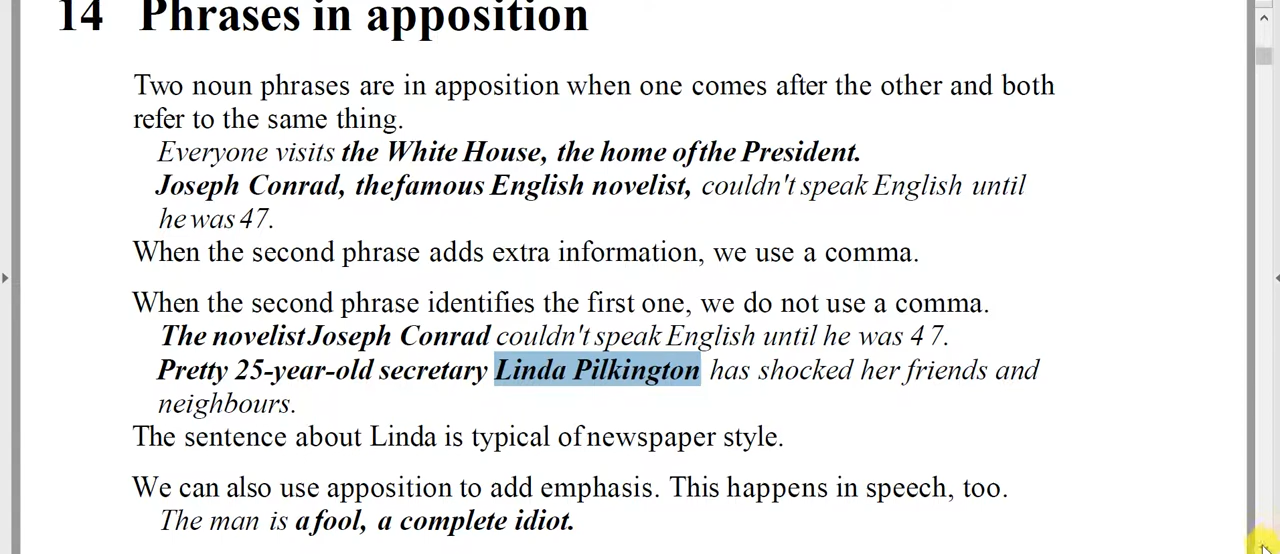 14 Phrases in apposition
Two noun phrases are in apposition when one comes after the other and both
refer to the same thing.
Everyone visits the White House, the home ofthe President.
Joseph Conrad, thefamous English novelist, couldn't speak English until
he was 47.
When the second phrase adds extra information, we use a comma.
When the second phrase identifies the first one, we do not use a comma.
The novelist Joseph Conrad couldn't speak English until he was 4 7.
Pretty 25-year-old secretary Linda Pilkington has shocked her friends and
neighbours.
The sentence about Linda is typical of newspaper style.
We can also use apposition to add emphasis. This happens in speech, too.
The man is a fool, a complete idiot.